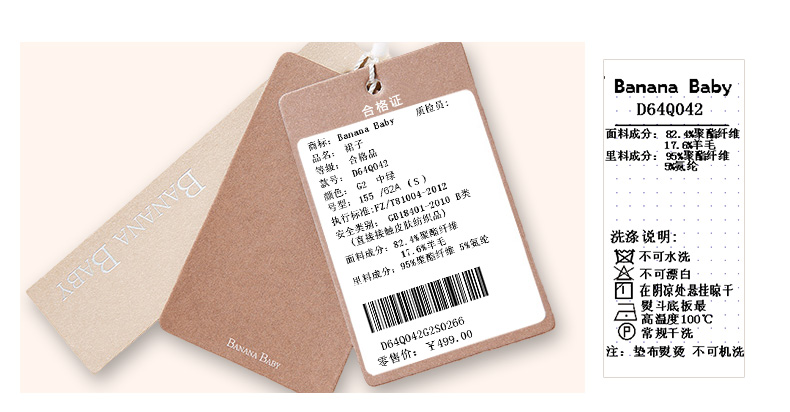 BANANA BABY
BANANA BABY
合格证
质检员:
商标: Banana Baby
品名: 裙子
等级: 合格品
款号: D64Q042
颜色: G2 中绿
号型: 155 /62A (S)
执行标准:FZ/T81004-2012
安全类别: GB18401-2010 B类
(直接接触皮肤纺织品)
面料成分: 82.4%聚酯纤维
17.6%羊毛
里料成分: 95%聚酯纤维 5%氨纶
D64Q042G2S0266
零售价: ¥499.00
Banana Baby
D64Q042
面料成分: 82.4%聚酯纤维
17.6%羊毛
里料成分: 95%聚酯纤维
5%氨纶
洗涤说明:
不可水洗
不可漂白
在阴凉处悬挂晾干
熨斗底板最
高温度100℃
常规干洗
注: 垫布熨烫 不可机洗